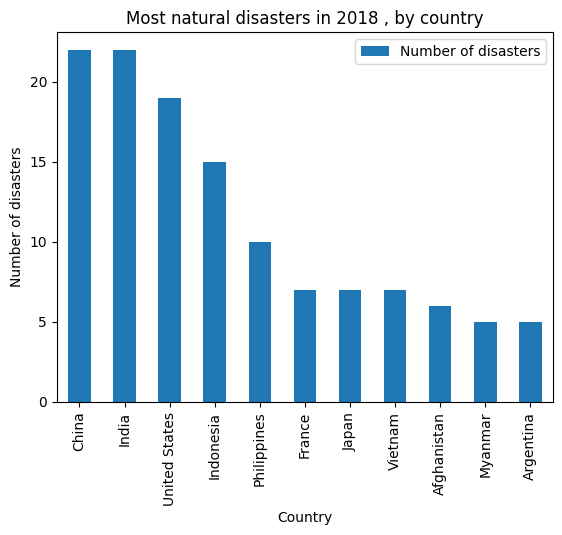 Most natural disasters in 2018 , by country
Number of disasters
Number of disasters
20
15
10
5
0
China
India
United States
Indonesia
Philippines
France
Japan
Vietnam
Afghanistan
Myanmar
Argentina
Country